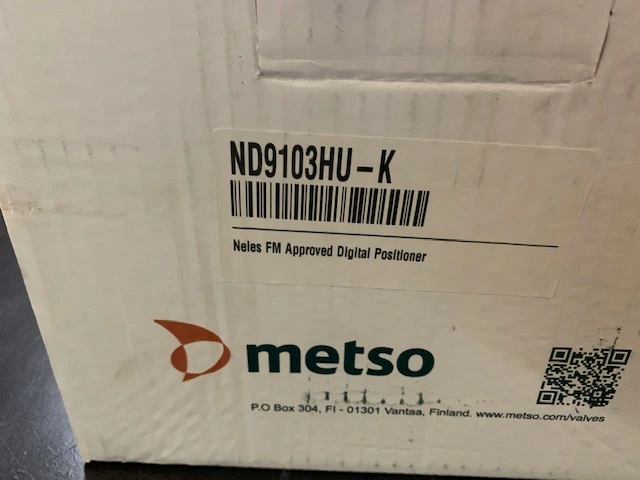 ND9103HU-K
Neles FM Approved Digital Positioner
metso
P.O Box 304, FI - 01301 Vantaa, Finland. www.metso.com/valves